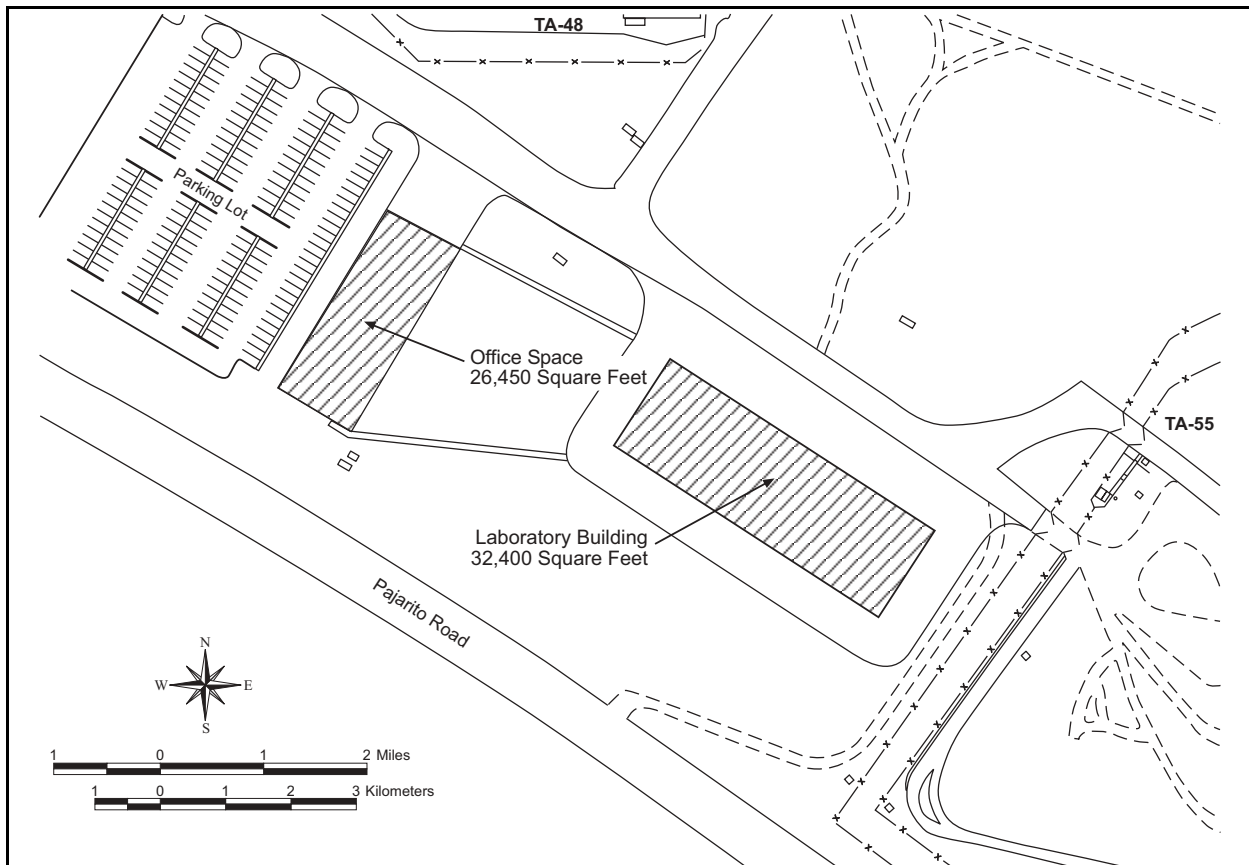 TA-48
Parking Lot
Office Space
26,450 Square Feet
TA-55
Laboratory Building
32,400 Square Feet
Pajarito Road
N
W E
S
1 0 1 2 Miles
1 0 1 2 3 Kilometers